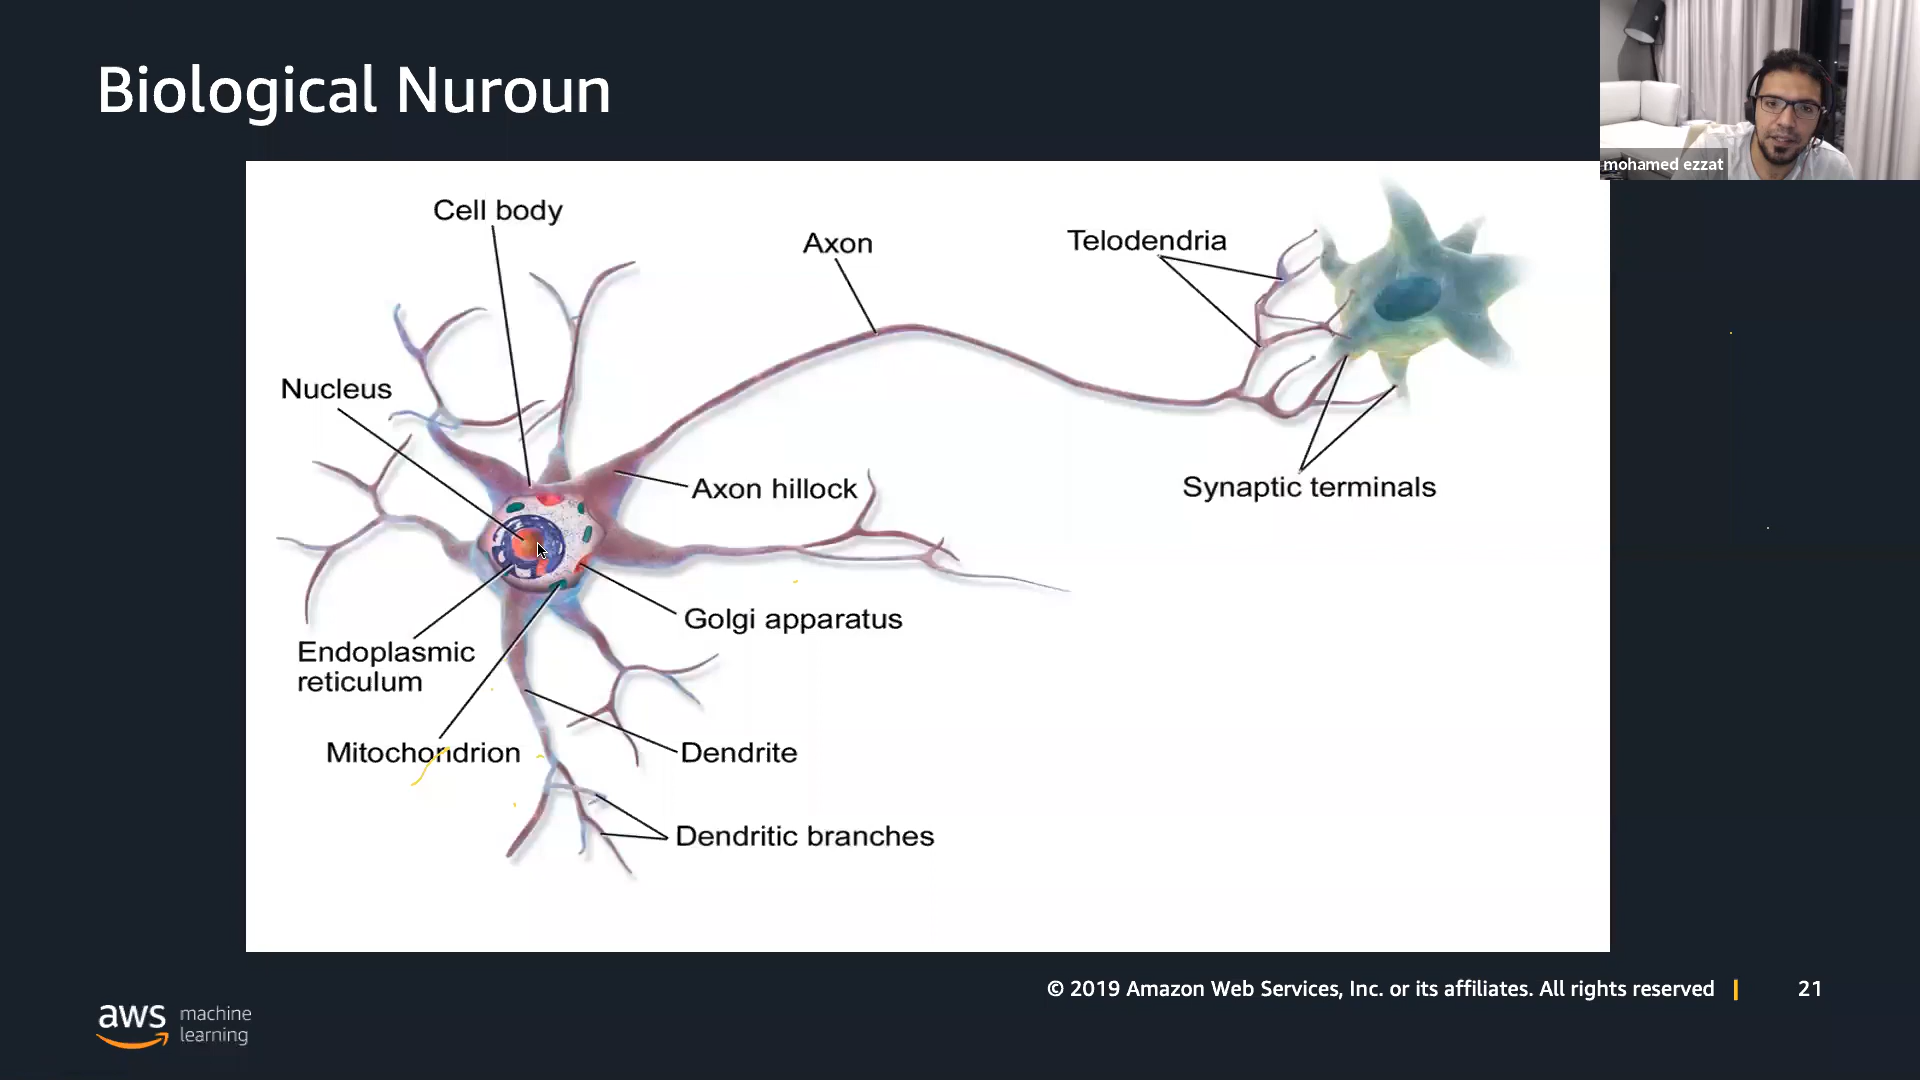 Biological Nuroun
mohamed ezzat
Cell body
Axon
Telodendria
Nucleus
Axon hillock
Synaptic terminals
Golgi apparatus
Endoplasmic
reticulum
Mitochondrion
Dendrite
Dendritic branches
© 2019 Amazon Web Services, Inc. or its affiliates. All rights reserved | 21
aws machine
learning